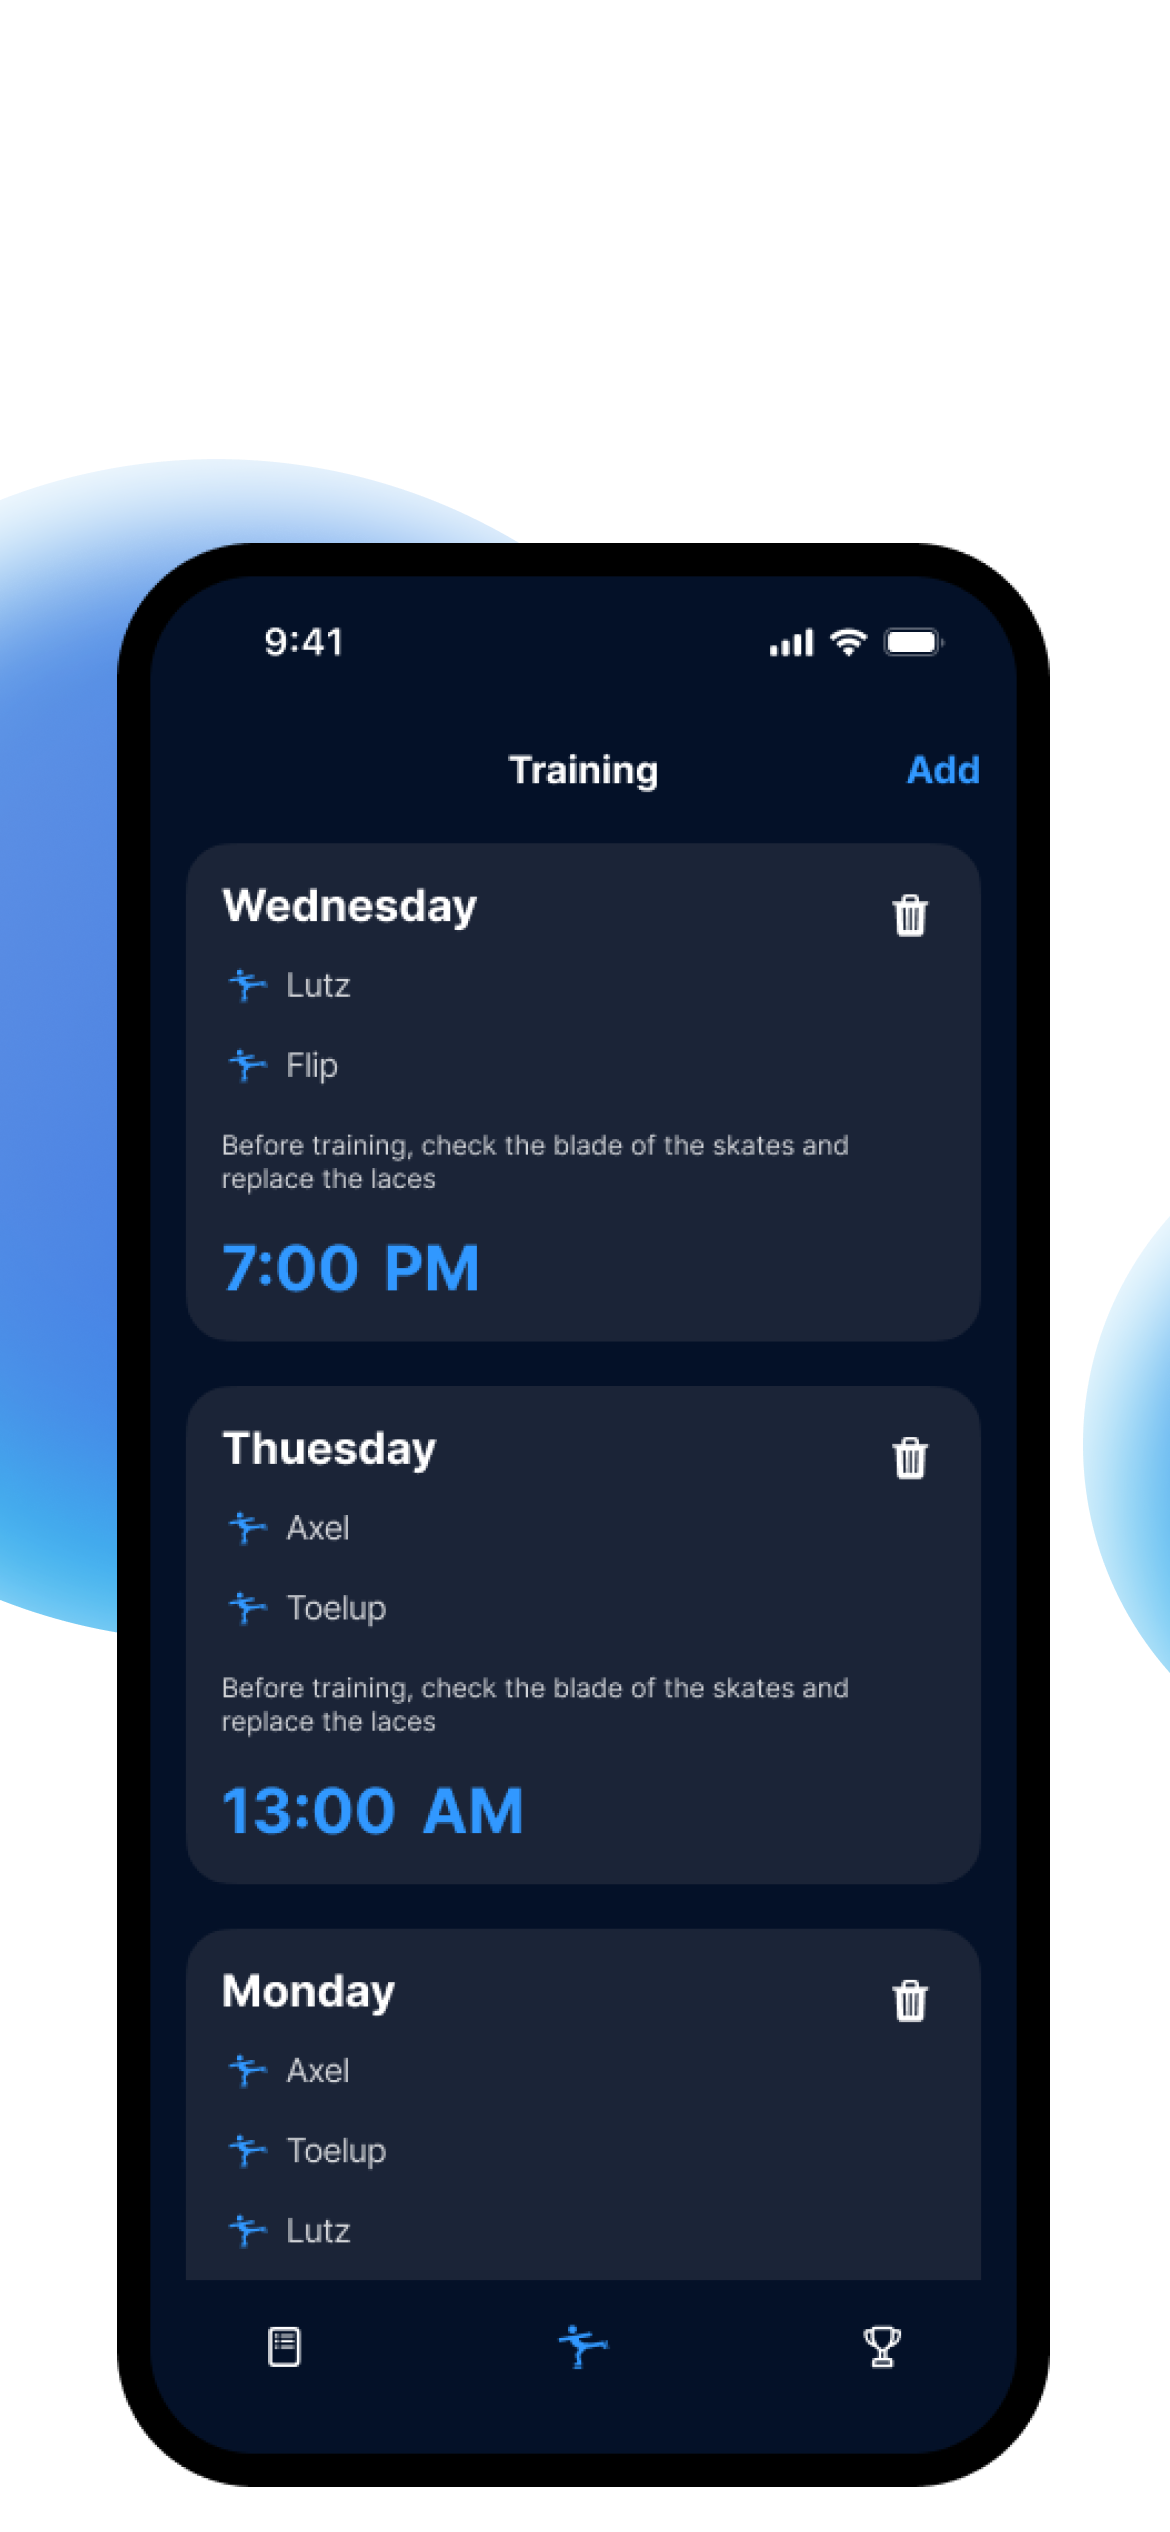 9:41
Training
Add
Wednesday
Lutz
Flip
Before training, check the blade of the skates and
replace the laces
7:00 PM
Thuesday
Axel
Toelup
Before training, check the blade of the skates and
replace the laces
13:00 AM
Monday
Axel
Toelup
Lutz